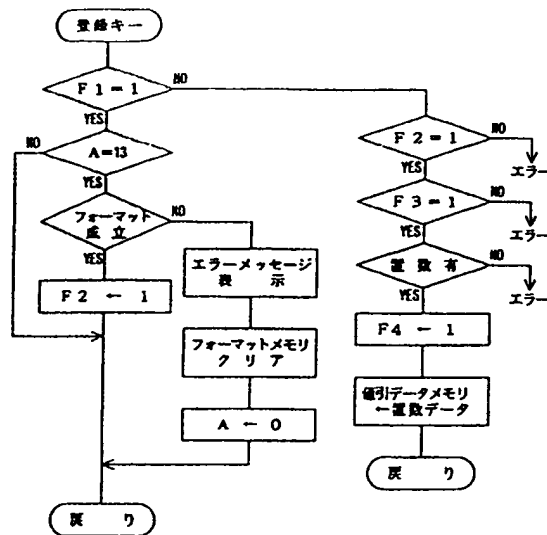 登録キー
F1=1
NO
YES
A=13
NO
YES
フォーマット
成立
NO
YES
F2 ← 1
エラーメッセージ
表 示
フォーマットメモリ
クリア
A ← 0
戻 り
F2=1
NO
エラー
YES
F3=1
NO
エラー
YES
置数有
NO
エラー
YES
F4 ← 1
値引データメモリ
←置数データ
戻 り